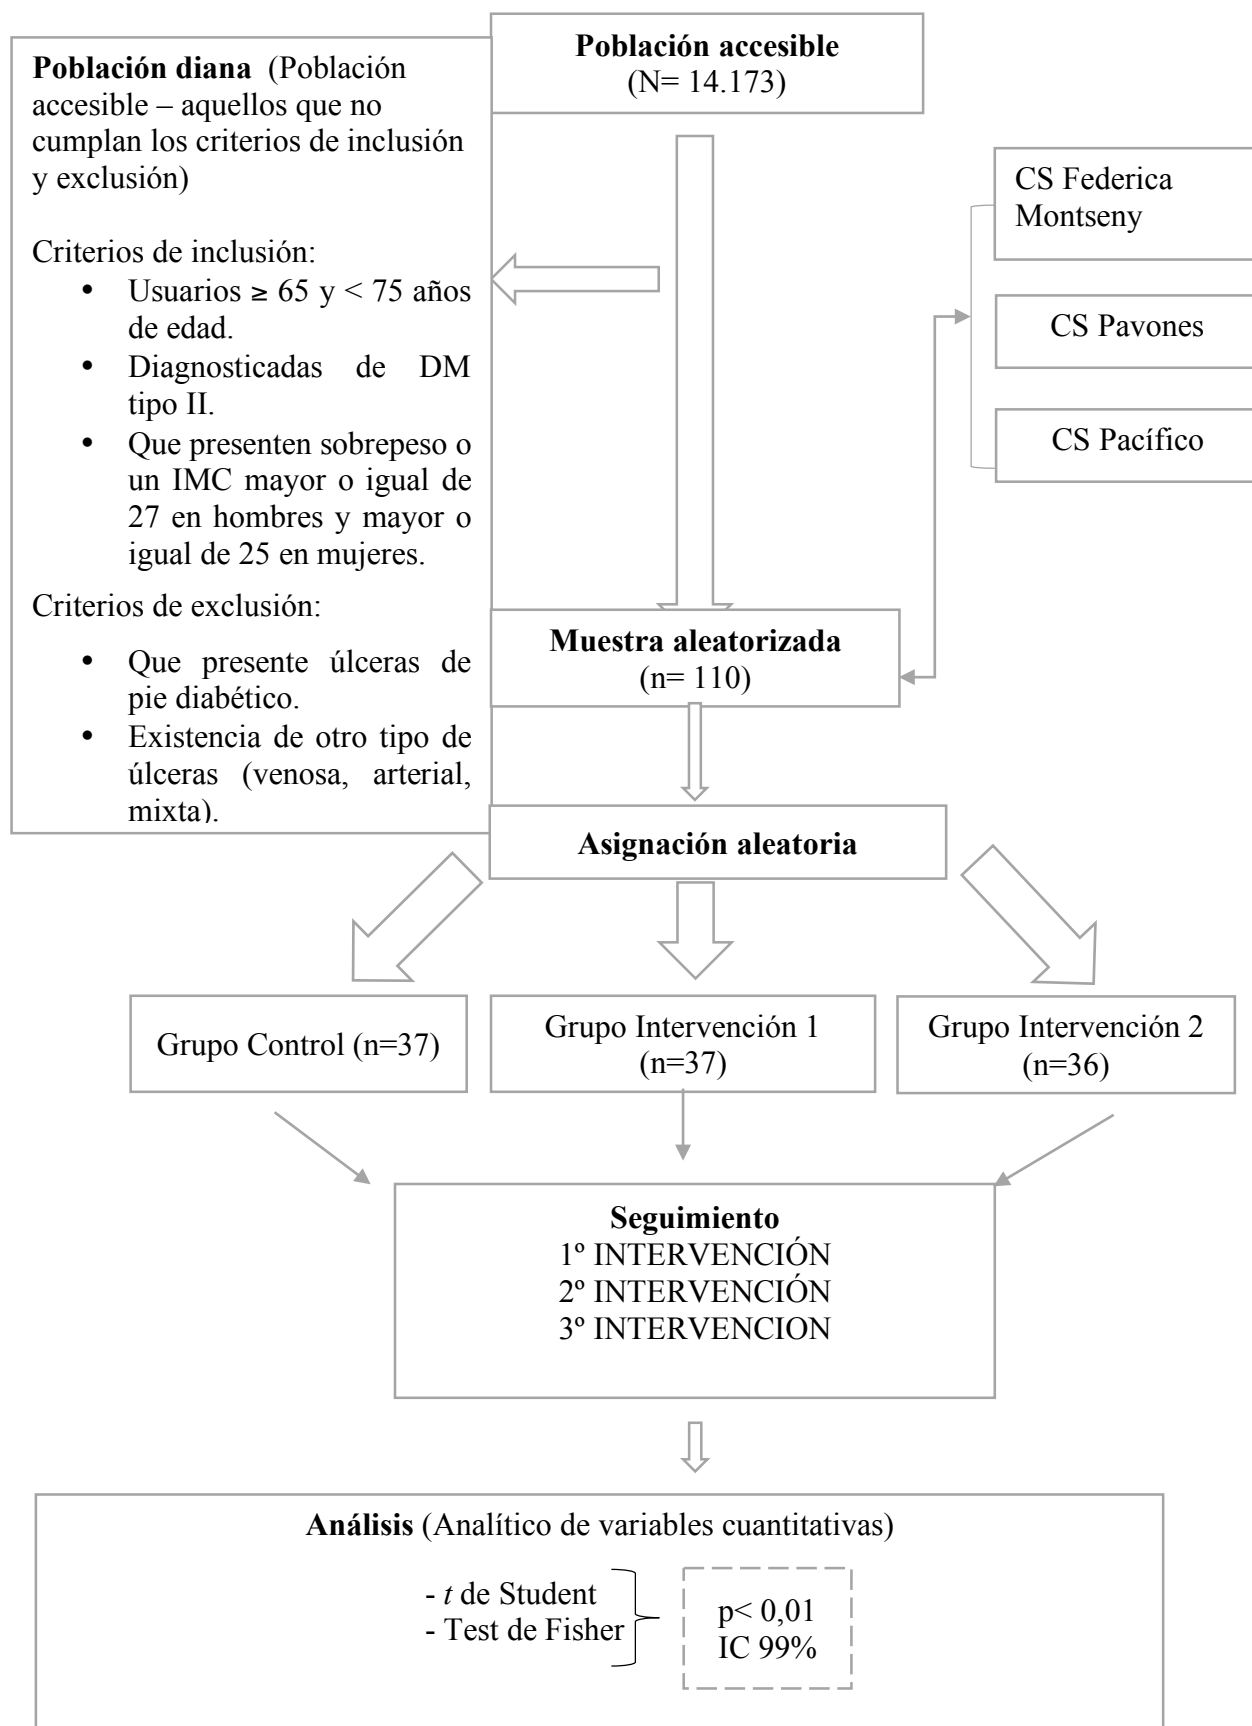 Población accesible
(N= 14.173)
Población diana (Población
accesible – aquellos que no
cumplan los criterios de inclusión
y exclusión)
Criterios de inclusión:
• Usuarios ≥ 65 y < 75 años
de edad.
• Diagnosticadas de DM
tipo II.
• Que presenten sobrepeso o
un IMC mayor o igual de
27 en hombres y mayor o
igual de 25 en mujeres.
Criterios de exclusión:
• Que presente úlceras de
pie diabético.
• Existencia de otro tipo de
úlceras (venosa, arterial,
mixta).
CS Federica
Montseny
CS Pavones
CS Pacífico
Muestra aleatorizada
(n= 110)
Asignación aleatoria
Grupo Control (n=37)
Grupo Intervención 1
(n=37)
Grupo Intervención 2
(n=36)
Seguimiento
1º INTERVENCIÓN
2º INTERVENCIÓN
3º INTERVENCION
Análisis (Analítico de variables cuantitativas)
- t de Student
- Test de Fisher
p< 0,01
IC 99%